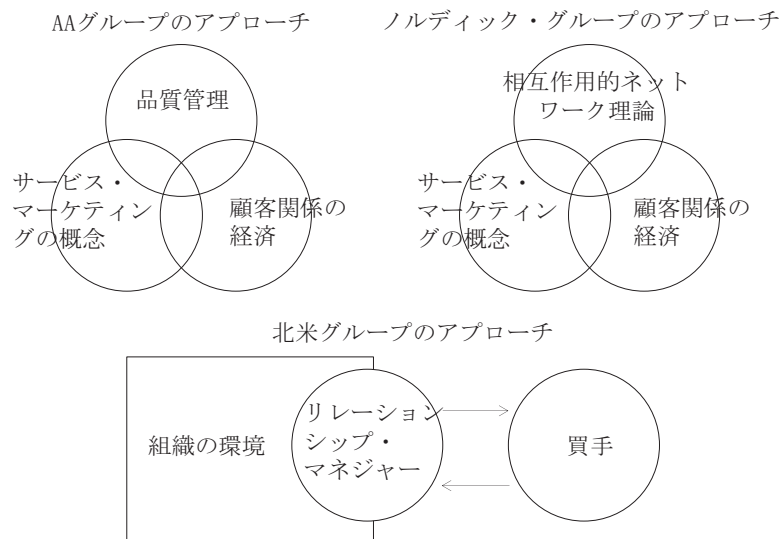 AAグループのアプローチ
品質管理
サービス・
マーケティン
グの概念
顧客関係の
経済
ノルディック・グループのアプローチ
相互作用的ネット
ワーク理論
サービス・
マーケティン
グの概念
顧客関係の
経済
北米グループのアプローチ
組織の環境
リレーション
シップ・
マネジャー
買手